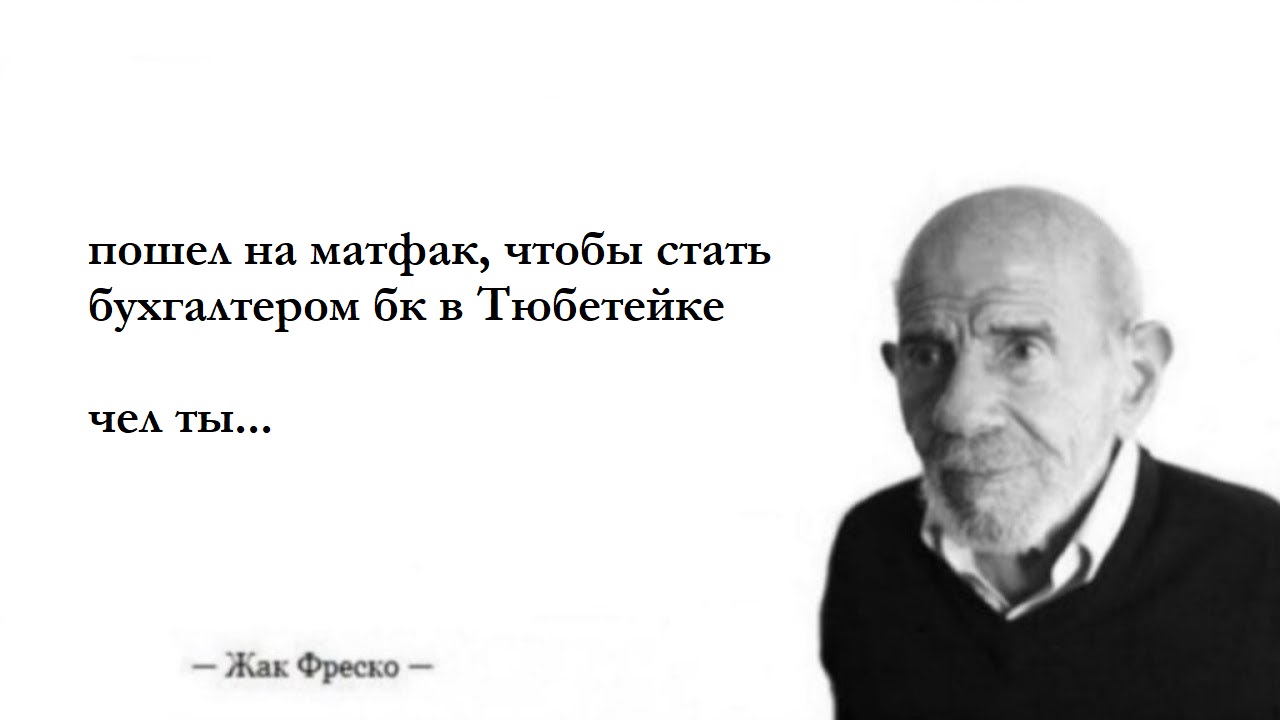 пошел на матфак, чтобы стать
бухгалтером бк в Тюбетейке
чел ты...
— Жак Фреско —